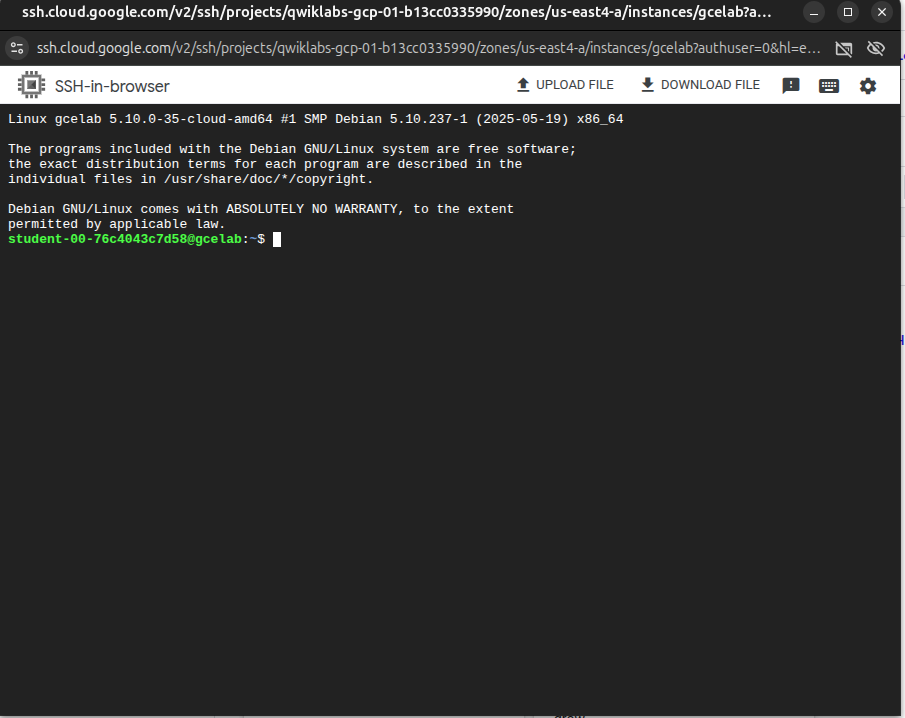 ssh.cloud.google.com/v2/ssh/projects/qwiklabs-gcp-01-b13cc0335990/zones/us-east4-a/instances/gcelab?a...
ssh.cloud.google.com/v2/ssh/projects/qwiklabs-gcp-01-b13cc0335990/zones/us-east4-a/instances/gcelab?authuser=0&hl=e...
SSH-in-browser
UPLOAD FILE
DOWNLOAD FILE
Linux gcelab 5.10.0-35-cloud-amd64 #1 SMP Debian 5.10.237-1 (2025-05-19) x86_64
The programs included with the Debian GNU/Linux system are free software;
the exact distribution terms for each program are described in the
individual files in /usr/share/doc/*/copyright.
Debian GNU/Linux comes with ABSOLUTELY NO WARRANTY, to the extent
permitted by applicable law.
student-00-76c4043c7d58@gcelab:~$